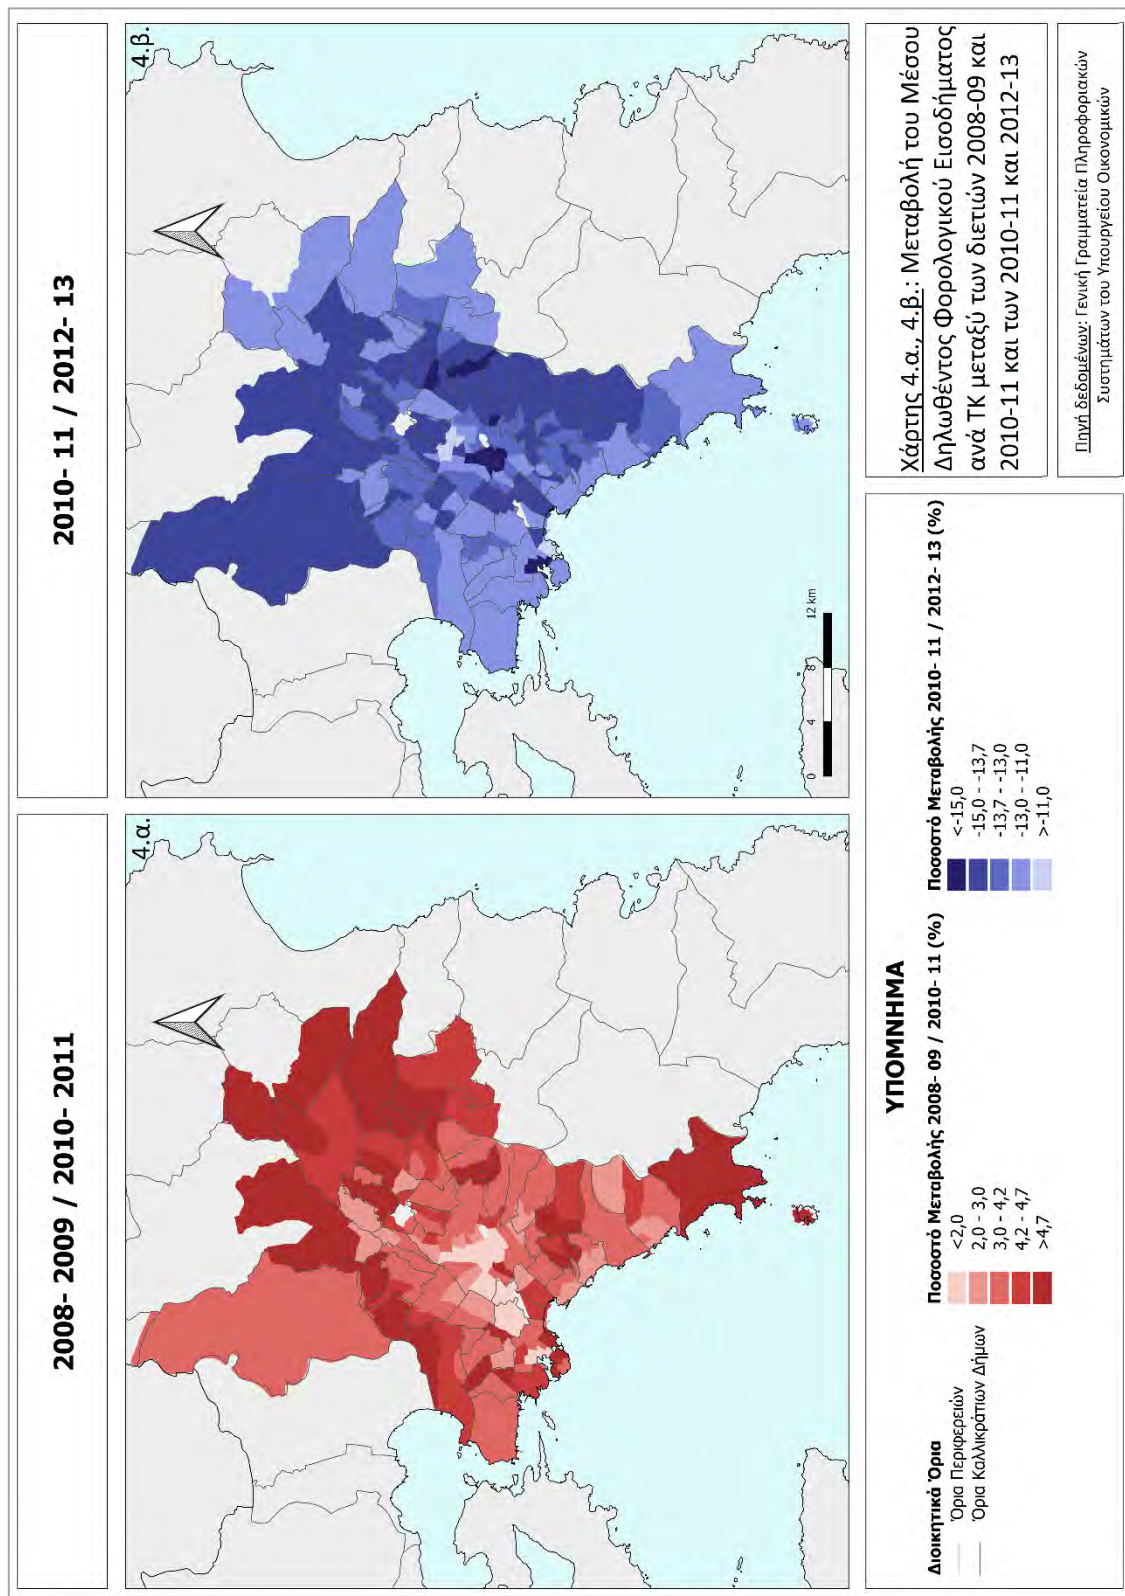 2008- 2009 / 2010- 2011
2010- 11 / 2012- 13
4.α.
4.β.
0 4 8 12 km
ΥΠΟΜΝΗΜΑ
Διοικητικά Όρια
Όρια Περιφερειών
Όρια Καλλικράτιων Δήμων
Ποσοστό Μεταβολής 2008- 09 / 2010- 11 (%)
<2,0
2,0 - 3,0
3,0 - 4,2
4,2 - 4,7
>4,7
Ποσοστό Μεταβολής 2010- 11 / 2012- 13 (%)
<-15,0
-15,0 - -13,7
-13,7 - -13,0
-13,0 - -11,0
>-11,0
Χάρτης 4.α., 4.β.: Μεταβολή του Μέσου
Δηλωθέντος Φορολογικού Εισοδήματος
ανά ΤΚ μεταξύ των διετιών 2008-09 και
2010-11 και των 2010-11 και 2012-13
Πηγή δεδομένων: Γενική Γραμματεία Πληροφοριακών
Συστημάτων του Υπουργείου Οικονομικών